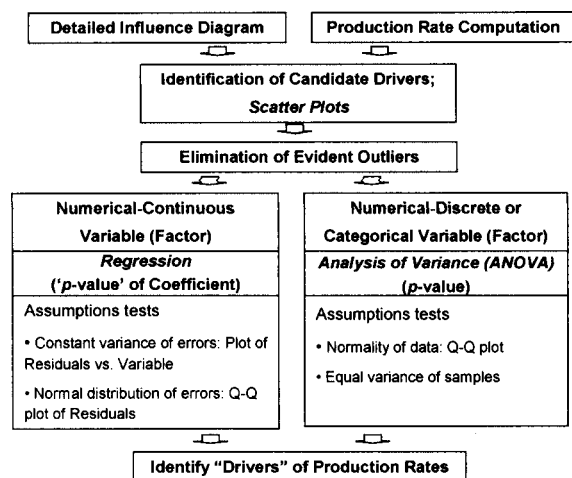 Detailed Influence Diagram
Production Rate Computation
Identification of Candidate Drivers;
Scatter Plots
Elimination of Evident Outliers
Numerical-Continuous
Variable (Factor)
Regression
(‘p-value’ of Coefficient)
Assumptions tests
• Constant variance of errors: Plot of
Residuals vs. Variable
• Normal distribution of errors: Q-Q
plot of Residuals
Numerical-Discrete or
Categorical Variable (Factor)
Analysis of Variance (ANOVA)
(p-value)
Assumptions tests
• Normality of data: Q-Q plot
• Equal variance of samples
Identify “Drivers” of Production Rates